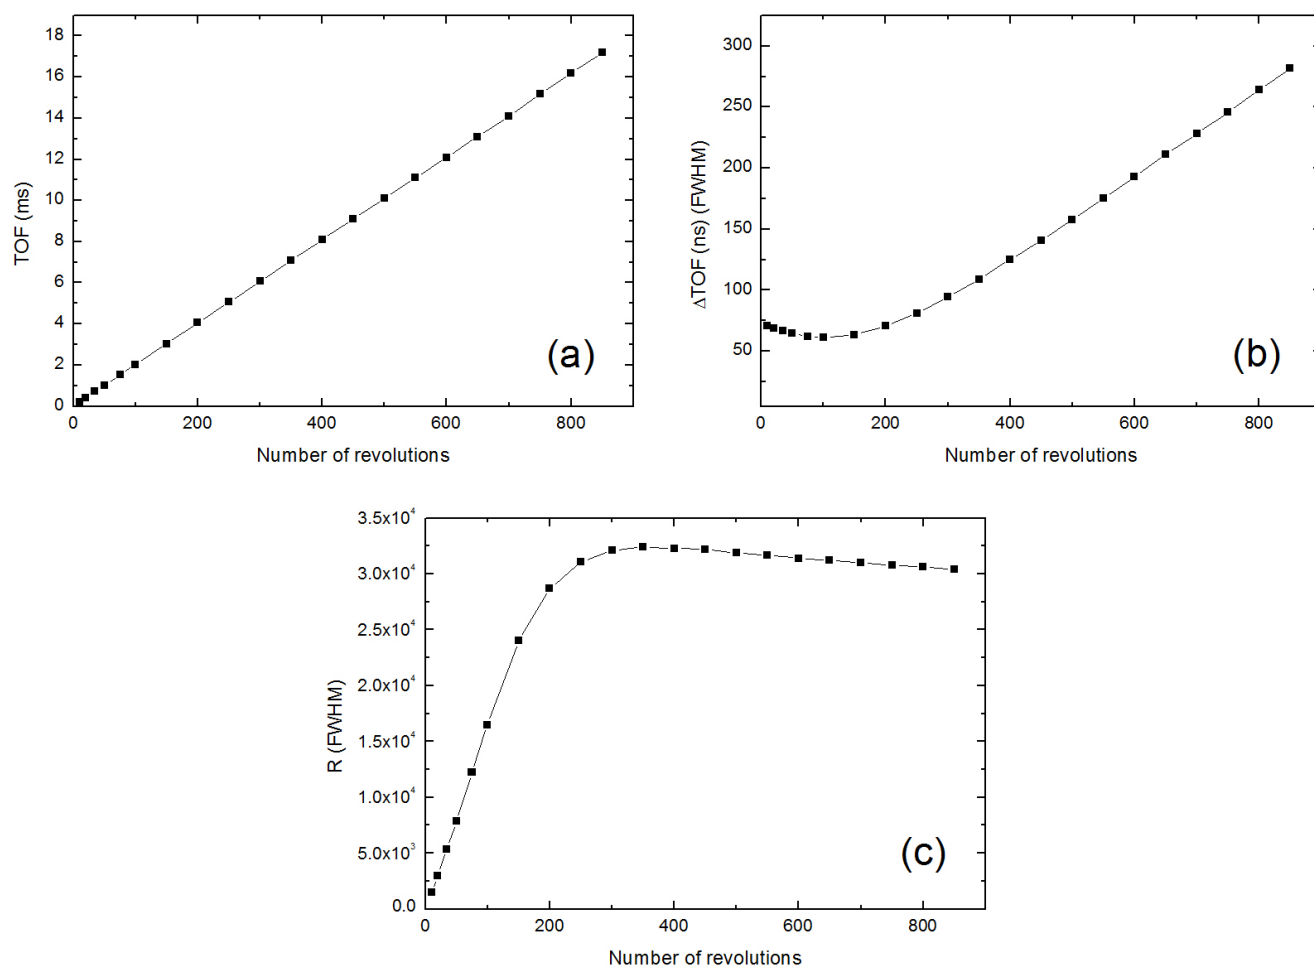 18
16
14
12
10
8
6
4
2
0
TOF (ms)
(a)
0
200
400
600
800
Number of revolutions
300
250
200
150
100
50
ΔTOF (ns) (FWHM)
(b)
0
200
400
600
800
Number of revolutions
3.5x10⁴
3.0x10⁴
2.5x10⁴
2.0x10⁴
1.5x10⁴
1.0x10⁴
5.0x10³
0.0
R (FWHM)
(c)
0
200
400
600
800
Number of revolutions